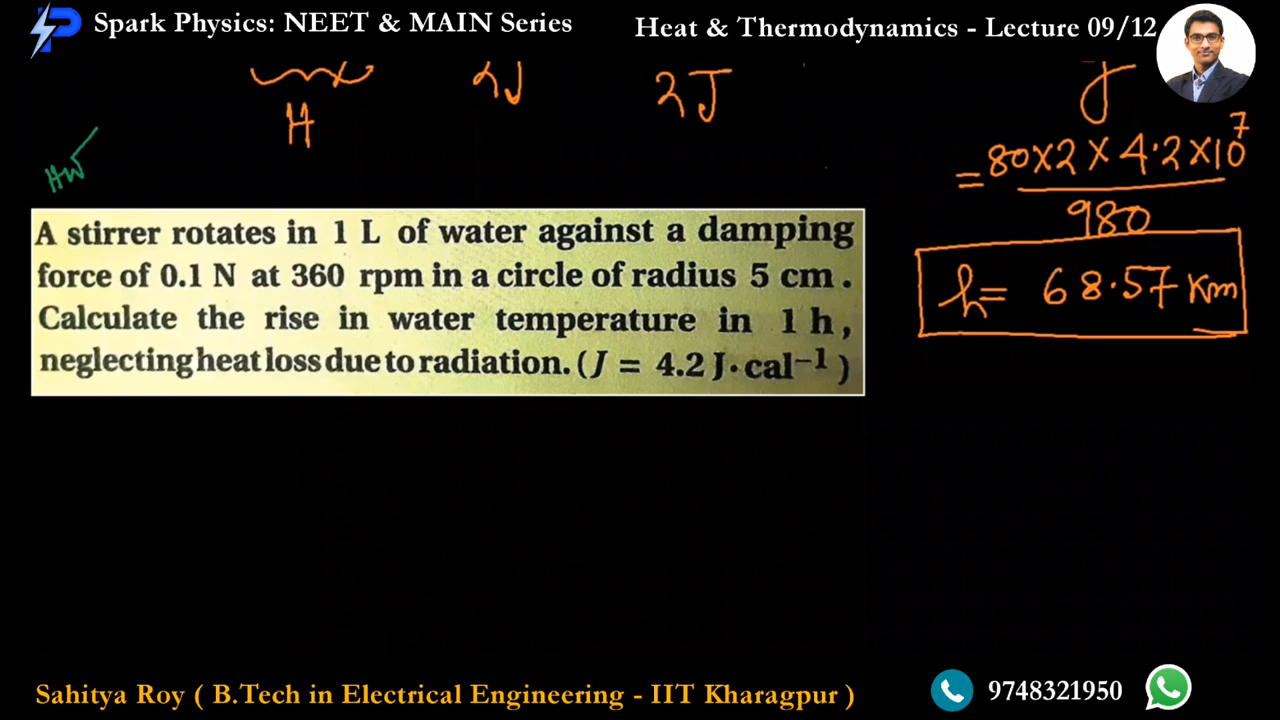 Spark Physics: NEET & MAIN Series
Heat & Thermodynamics - Lecture 09/12
H
2J
2J
J
= 80×2×4.2×10⁷
980
h = 68.57 Km
HW
A stirrer rotates in 1 L of water against a damping
force of 0.1 N at 360 rpm in a circle of radius 5 cm.
Calculate the rise in water temperature in 1 h,
neglecting heat loss due to radiation. (J = 4.2 J·cal⁻¹)
Sahitya Roy ( B.Tech in Electrical Engineering - IIT Kharagpur )
9748321950